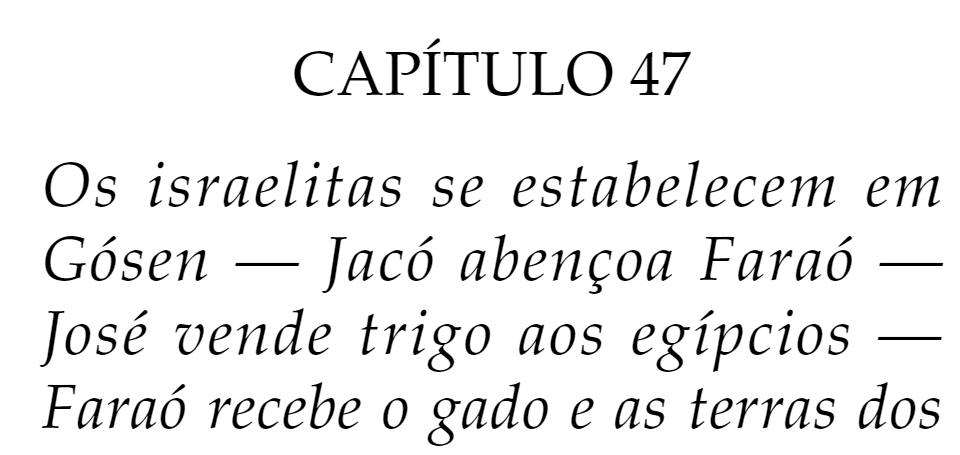 CAPÍTULO 47
Os israelitas se estabelecem em
Gósen — Jacó abençoa Faraó —
José vende trigo aos egípcios —
Faraó recebe o gado e as terras dos